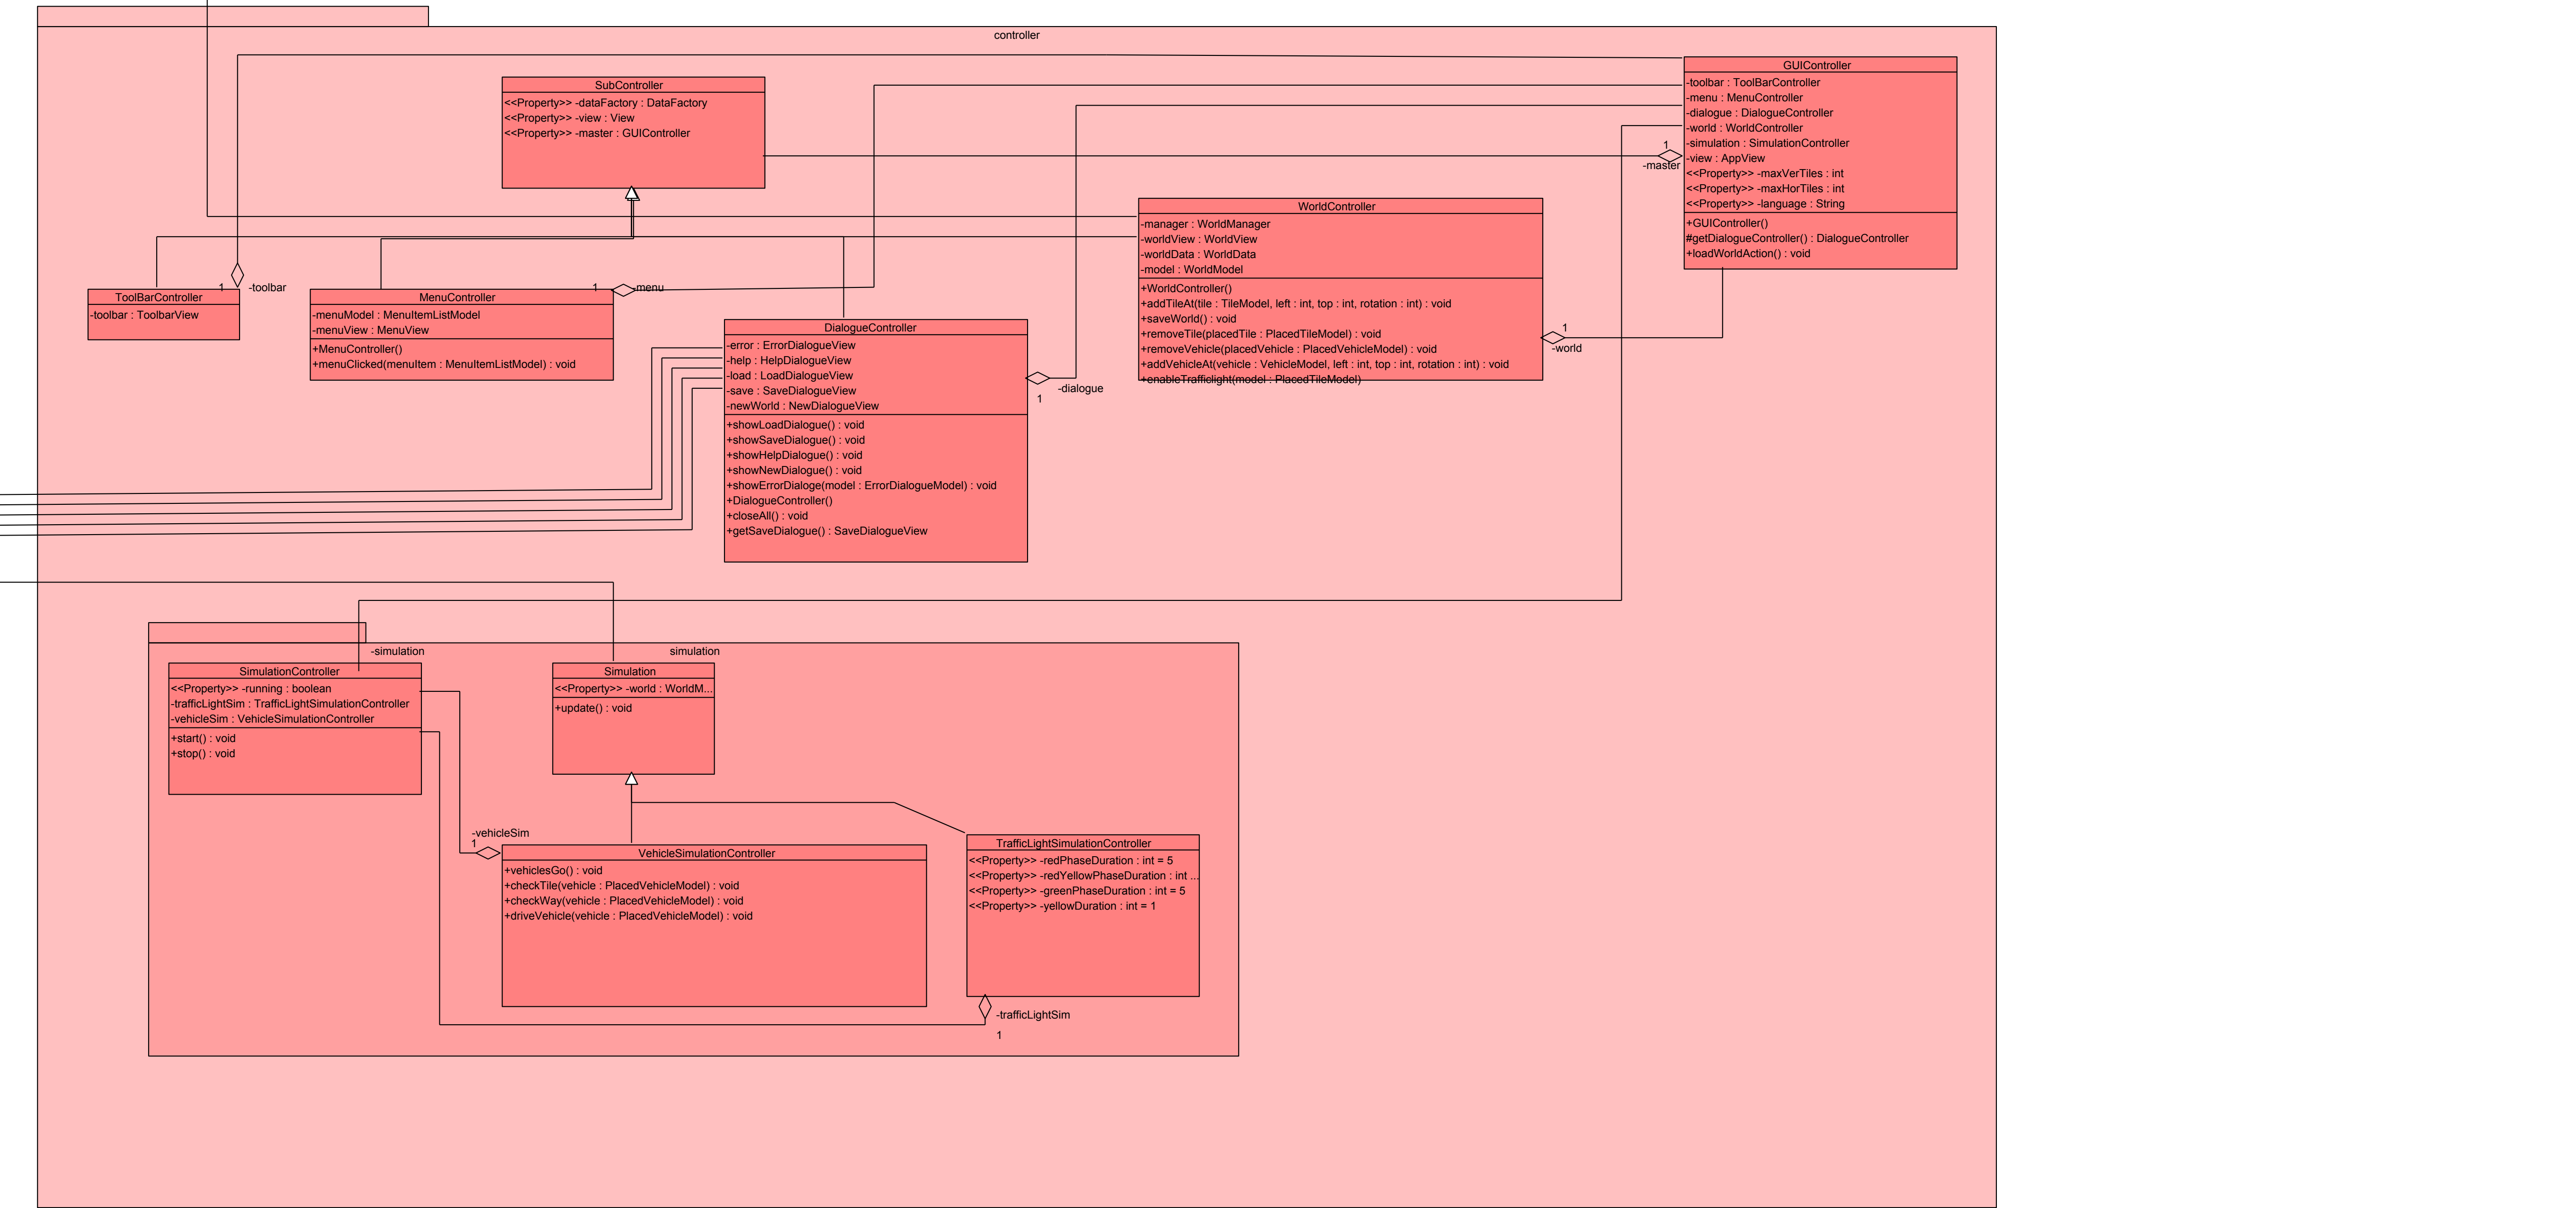 controller
GUIController
-toolbar : ToolBarController
-menu : MenuController
-dialogue : DialogueController
-world : WorldController
-simulation : SimulationController
-view : AppView
<<Property>> -maxVerTiles : int
<<Property>> -maxHorTiles : int
<<Property>> -language : String
+GUIController()
#getDialogueController() : DialogueController
+loadWorldAction() : void
1
-master
SubController
<<Property>> -dataFactory : DataFactory
<<Property>> -view : View
<<Property>> -master : GUIController
WorldController
-manager : WorldManager
-worldView : WorldView
-worldData : WorldData
-model : WorldModel
+WorldController()
+addTileAt(tile : TileModel, left : int, top : int, rotation : int) : void
+saveWorld() : void
+removeTile(placedTile : PlacedTileModel) : void
+removeVehicle(placedVehicle : PlacedVehicleModel) : void
+addVehicleAt(vehicle : VehicleModel, left : int, top : int, rotation : int) : void
+enableTrafficlight(model : PlacedTileModel)
1
-world
1
-toolbar
ToolBarController
-toolbar : ToolbarView
1
-menu
MenuController
-menuModel : MenuItemListModel
-menuView : MenuView
+MenuController()
+menuClicked(menuItem : MenuItemListModel) : void
DialogueController
-error : ErrorDialogueView
-help : HelpDialogueView
-load : LoadDialogueView
-save : SaveDialogueView
-newWorld : NewDialogueView
+showLoadDialogue() : void
+showSaveDialogue() : void
+showHelpDialogue() : void
+showNewDialogue() : void
+showErrorDialoge(model : ErrorDialogueModel) : void
+DialogueController()
+closeAll() : void
+getSaveDialogue() : SaveDialogueView
-dialogue
1
-simulation
simulation
SimulationController
<<Property>> -running : boolean
-trafficLightSim : TrafficLightSimulationController
-vehicleSim : VehicleSimulationController
+start() : void
+stop() : void
Simulation
<<Property>> -world : WorldM...
+update() : void
-vehicleSim
1
VehicleSimulationController
+vehiclesGo() : void
+checkTile(vehicle : PlacedVehicleModel) : void
+checkWay(vehicle : PlacedVehicleModel) : void
+driveVehicle(vehicle : PlacedVehicleModel) : void
TrafficLightSimulationController
<<Property>> -redPhaseDuration : int = 5
<<Property>> -redYellowPhaseDuration : int ...
<<Property>> -greenPhaseDuration : int = 5
<<Property>> -yellowDuration : int = 1
-trafficLightSim
1